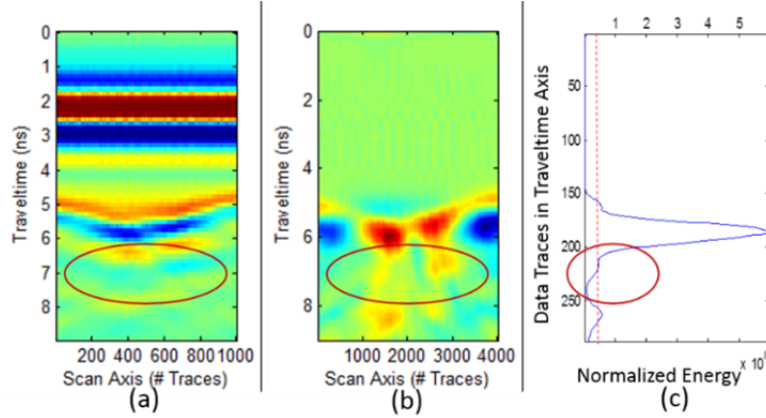 0
1
2
3
4
5
6
7
8
Traveltime (ns)
200 400 600 800 1000
Scan Axis (# Traces)
(a)
0
2
4
6
8
Traveltime (ns)
1000 2000 3000 4000
Scan Axis (# Traces)
(b)
1 2 3 4 5
50
100
150
200
250
Data Traces in Traveltime Axis
Normalized Energy
(c)